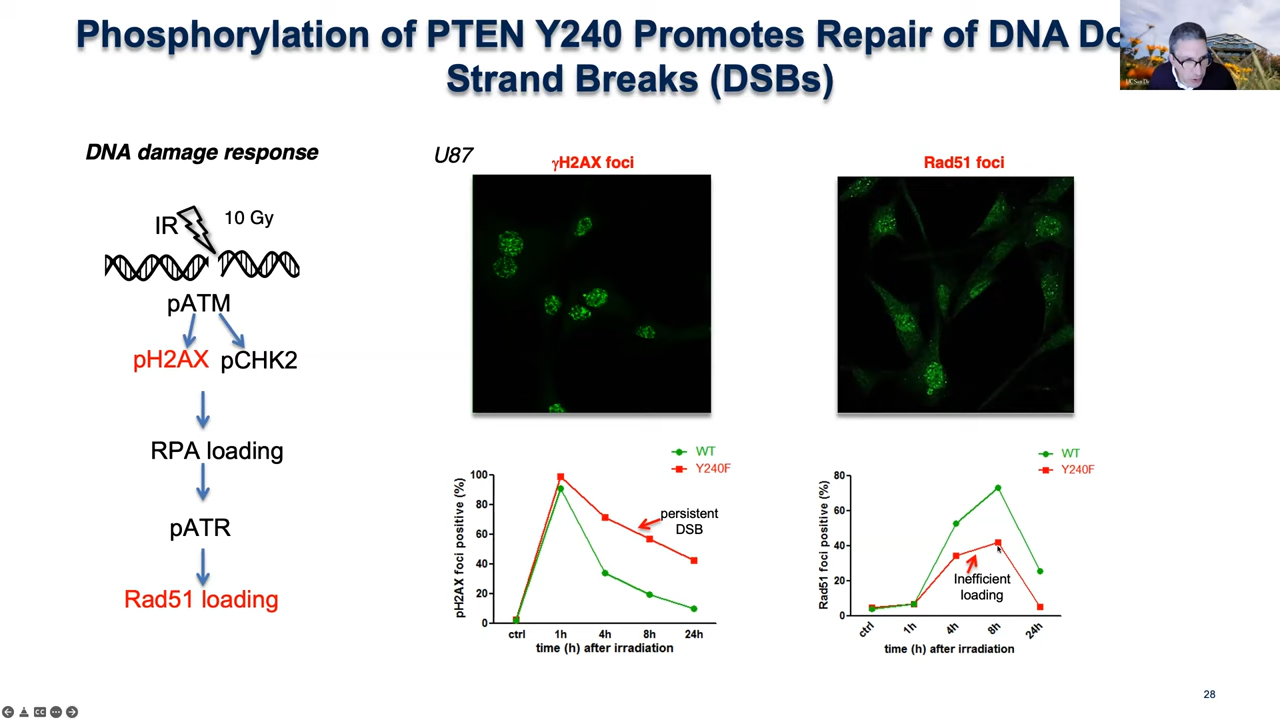 Phosphorylation of PTEN Y240 Promotes Repair of DNA
Strand Breaks (DSBs)
DNA damage response
IR
10 Gy
pATM
pH2AX pCHK2
RPA loading
pATR
Rad51 loading
U87
γH2AX foci
WT
Y240F
pH2AX foci positive (%)
100
80
60
40
20
0
persistent
DSB
ctrl 1h 4h 8h 24h
time (h) after irradiation
Rad51 foci
WT
Y240F
Rad51 foci positive (%)
80
60
40
20
0
Inefficient
loading
ctrl 1h 4h 8h 24h
time (h) after irradiation
28